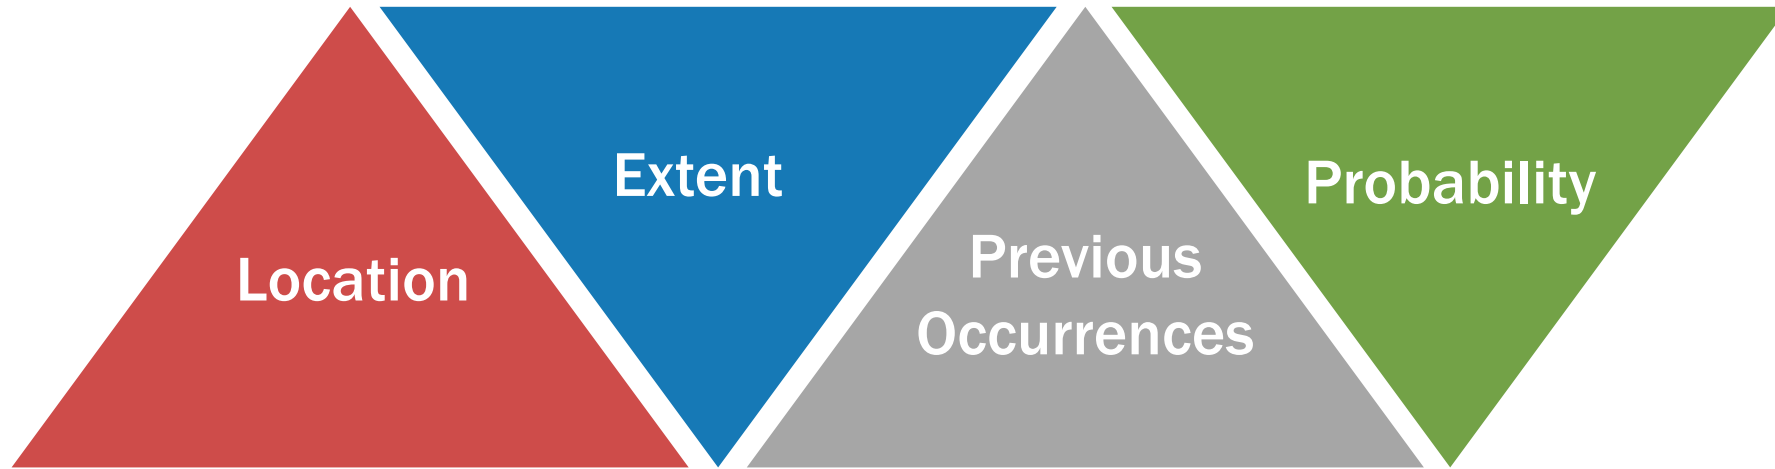 Location
Extent
Previous
Occurrences
Probability